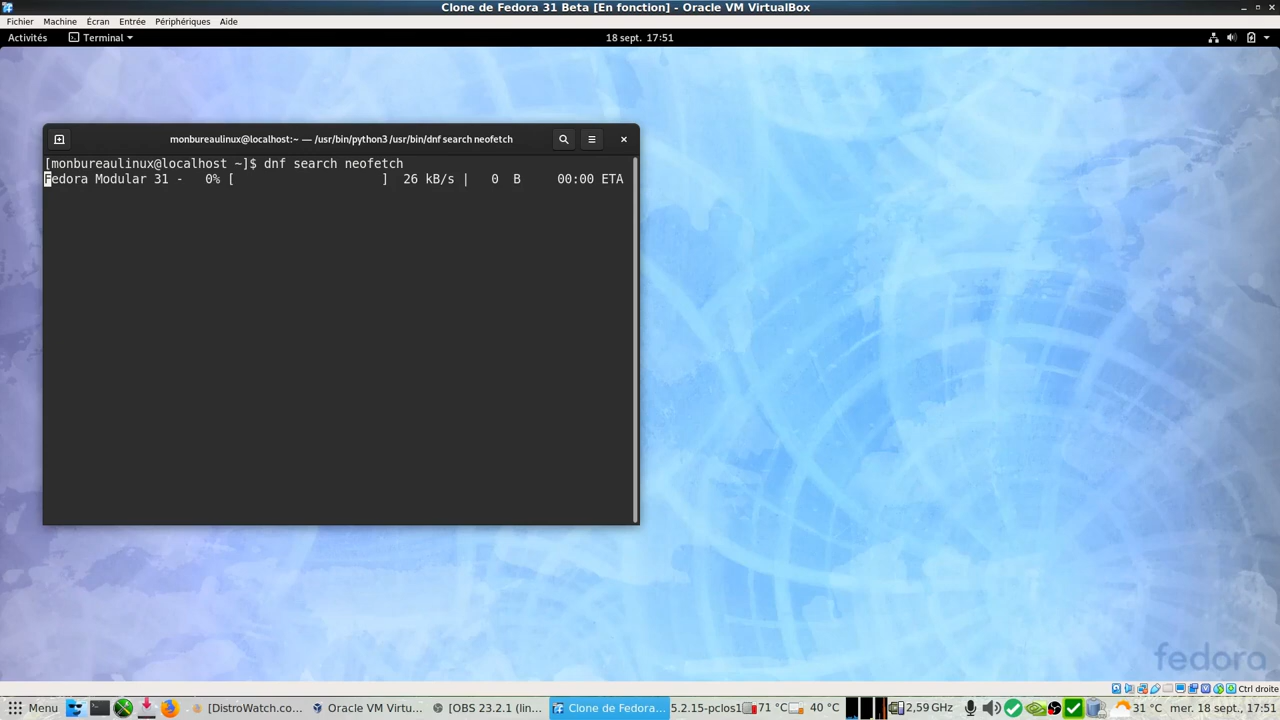 Clone de Fedora 31 Beta [En fonction] - Oracle VM VirtualBox
Fichier Machine Écran Entrée Périphériques Aide
Activités Terminal 18 sept. 17:51
monbureaulinux@localhost:~ — /usr/bin/python3 /usr/bin/dnf search neofetch
[monbureaulinux@localhost ~]$ dnf search neofetch
Fedora Modular 31 - 0% [ ] 26 kB/s | 0 B 00:00 ETA
fedora
Ctrl droite
Menu [DistroWatch.co... Oracle VM Virtu... [OBS 23.2.1 (lin... Clone de Fedora... 5.2.15-pclos1 71 °C 40 °C 2,59 GHz 31 °C mer. 18 sept., 17:51